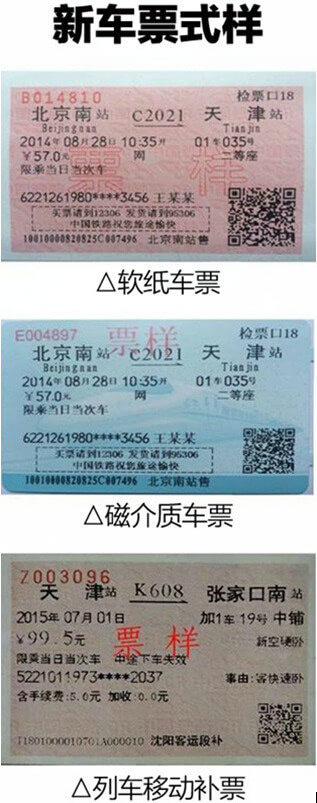 新车票式样
B014810 检票口18
北京南站 C2021 天津站
Beijingnan Tianjin
2014年08月28日 10:35开 01车035号
¥57.0元 网 二等座
限乘当日当次车
票样
6221261980****3456 王某某
买票请到12306 发货请到95306
中国铁路祝您旅途愉快
10010000820825C007496 北京南站售
△软纸车票
E004897 票样 检票口18
北京南站 C2021 天津站
Beijingnan Tianjin
2014年08月28日 10:35开 01车035号
¥57.0元 网 二等座
限乘当日当次车
6221261980****3456 王某某
买票请到12306 发货请到95306
中国铁路祝您旅途愉快
10010000820825C007496 北京南站售
△磁介质车票
Z003096
天津站 K608 张家口南站
2015年07月01日 加1车19号中铺
¥99.5元 票样 新空硬卧
限乘当日当次车 中途下车失效
5221011973****2037 事由:客快速卧
含手续费:5.0元 加收:0.0元
T1801000010701A000010 沈阳客运段补
△列车移动补票